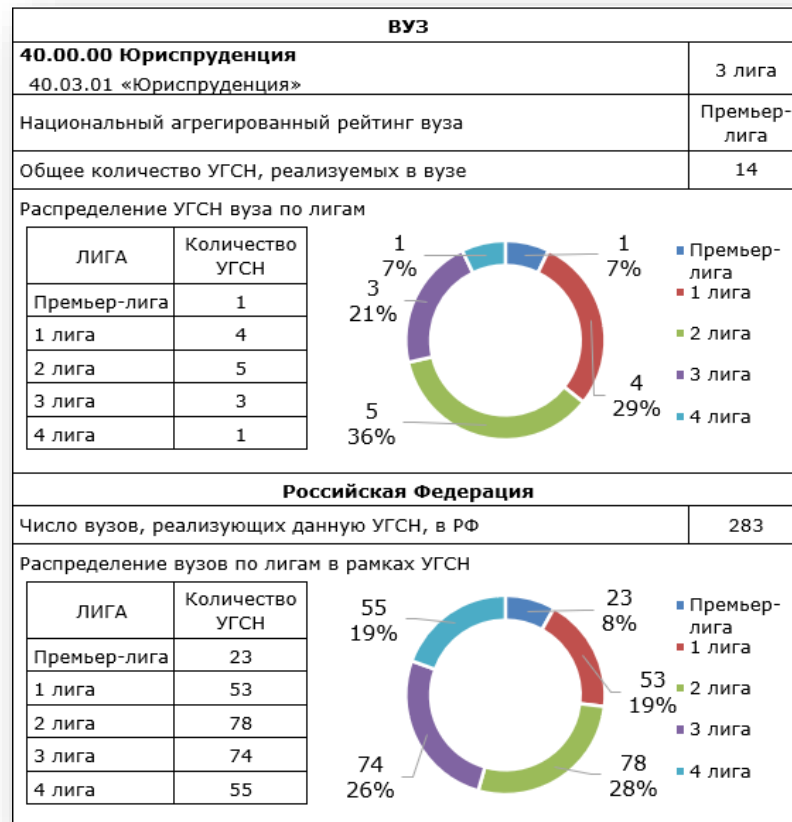 ВУЗ
40.00.00 Юриспруденция
40.03.01 «Юриспруденция»
3 лига
Национальный агрегированный рейтинг вуза
Премьер-
лига
Общее количество УГСН, реализуемых в вузе
14
Распределение УГСН вуза по лигам
ЛИГА
Количество
УГСН
Премьер-лига
1
1 лига
4
2 лига
5
3 лига
3
4 лига
1
1
7%
3
21%
5
36%
1
7%
4
29%
Премьер-
лига
1 лига
2 лига
3 лига
4 лига
Российская Федерация
Число вузов, реализующих данную УГСН, в РФ
283
Распределение вузов по лигам в рамках УГСН
ЛИГА
Количество
УГСН
Премьер-лига
23
1 лига
53
2 лига
78
3 лига
74
4 лига
55
55
19%
74
26%
23
8%
53
19%
78
28%
Премьер-
лига
1 лига
2 лига
3 лига
4 лига